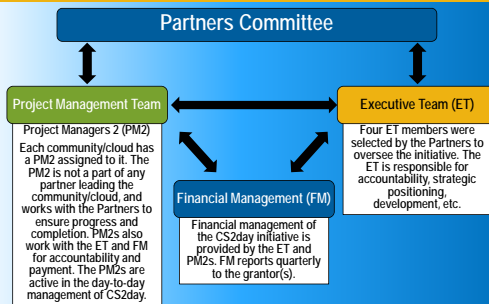 Partners Committee
Project Management Team
Project Managers 2 (PM2)
Each community/cloud has
a PM2 assigned to it. The
PM2 is not a part of any
partner leading the
community/cloud, and
works with the Partners to
ensure progress and
completion. PM2s also
work with the ET and FM
for accountability and
payment. The PM2s are
active in the day-to-day
management of CS2day.
Financial Management (FM)
Financial management of
the CS2day initiative is
provided by the ET and
PM2s. FM reports quarterly
to the grantor(s).
Executive Team (ET)
Four ET members were
selected by the Partners to
oversee the initiative. The
ET is responsible for
accountability, strategic
positioning,
development, etc.